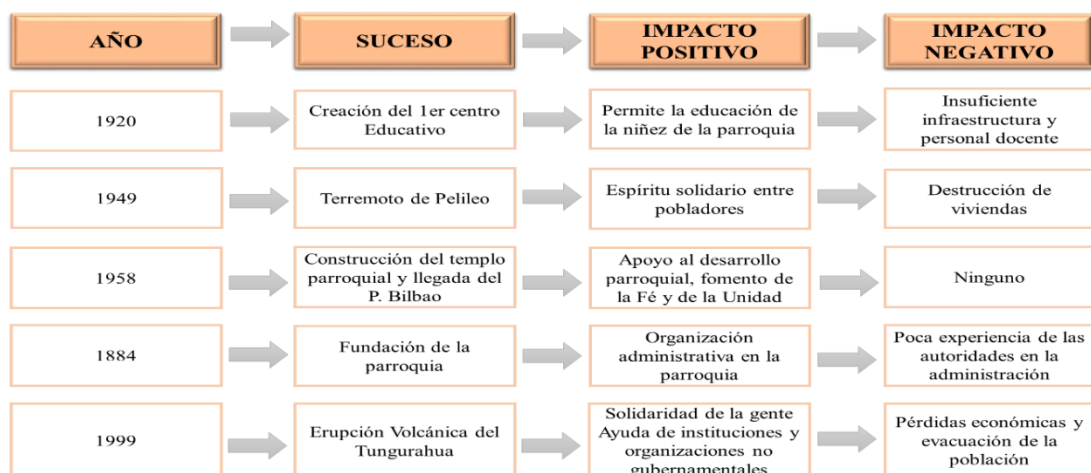 AÑO
SUCESO
IMPACTO
POSITIVO
IMPACTO
NEGATIVO
1920
Creación del 1er centro
Educativo
Permite la educación de
la niñez de la parroquia
Insuficiente
infraestructura y
personal docente
1949
Terremoto de Pelileo
Espíritu solidario entre
pobladores
Destrucción de
viviendas
1958
Construcción del templo
parroquial y llegada del
P. Bilbao
Apoyo al desarrollo
parroquial, fomento de
la Fé y de la Unidad
Ninguno
1884
Fundación de la
parroquia
Organización
administrativa en la
parroquia
Poca experiencia de las
autoridades en la
administración
1999
Erupción Volcánica del
Tungurahua
Solidaridad de la gente
Ayuda de instituciones y
organizaciones no
gubernamentales
Pérdidas económicas y
evacuación de la
población